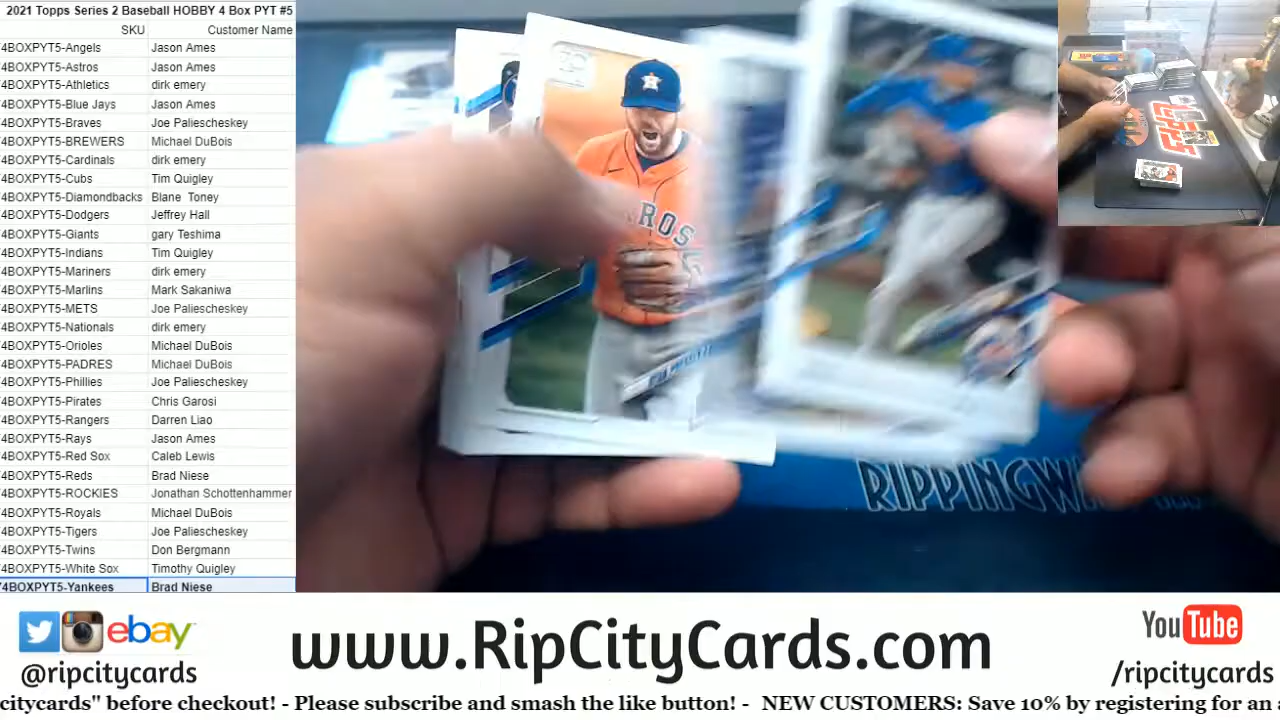 2021 Topps Series 2 Baseball HOBBY 4 Box PYT #5
SKU Customer Name
4BOXPYT5-Angels Jason Ames
4BOXPYT5-Astros Jason Ames
4BOXPYT5-Athletics dirk emery
4BOXPYT5-Blue Jays Jason Ames
4BOXPYT5-Braves Joe Paliescheskey
4BOXPYT5-BREWERS Michael DuBois
4BOXPYT5-Cardinals dirk emery
4BOXPYT5-Cubs Tim Quigley
4BOXPYT5-Diamondbacks Blane Toney
4BOXPYT5-Dodgers Jeffrey Hall
4BOXPYT5-Giants gary Teshima
4BOXPYT5-Indians Tim Quigley
4BOXPYT5-Mariners dirk emery
4BOXPYT5-Marlins Mark Sakaniwa
4BOXPYT5-METS Joe Paliescheskey
4BOXPYT5-Nationals dirk emery
4BOXPYT5-Orioles Michael DuBois
4BOXPYT5-PADRES Michael DuBois
4BOXPYT5-Phillies Joe Paliescheskey
4BOXPYT5-Pirates Chris Garosi
4BOXPYT5-Rangers Darren Liao
4BOXPYT5-Rays Jason Ames
4BOXPYT5-Red Sox Caleb Lewis
4BOXPYT5-Reds Brad Niese
4BOXPYT5-ROCKIES Jonathan Schottenhammer
4BOXPYT5-Royals Michael DuBois
4BOXPYT5-Tigers Joe Paliescheskey
4BOXPYT5-Twins Don Bergmann
4BOXPYT5-White Sox Timothy Quigley
4BOXPYT5-Yankees Brad Niese
TOPPS
ebay
@ripcitycards
www.RipCityCards.com
YouTube
/ripcitycards
citycards" before checkout! - Please subscribe and smash the like button! - NEW CUSTOMERS: Save 10% by registering for an